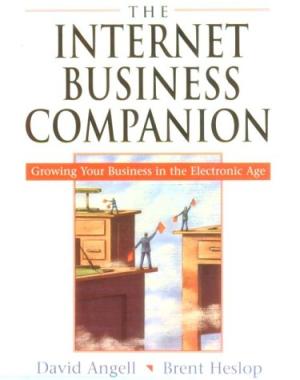 THE
INTERNET
BUSINESS
COMPANION
Growing Your Business in the Electronic Age
David Angell Brent Heslop